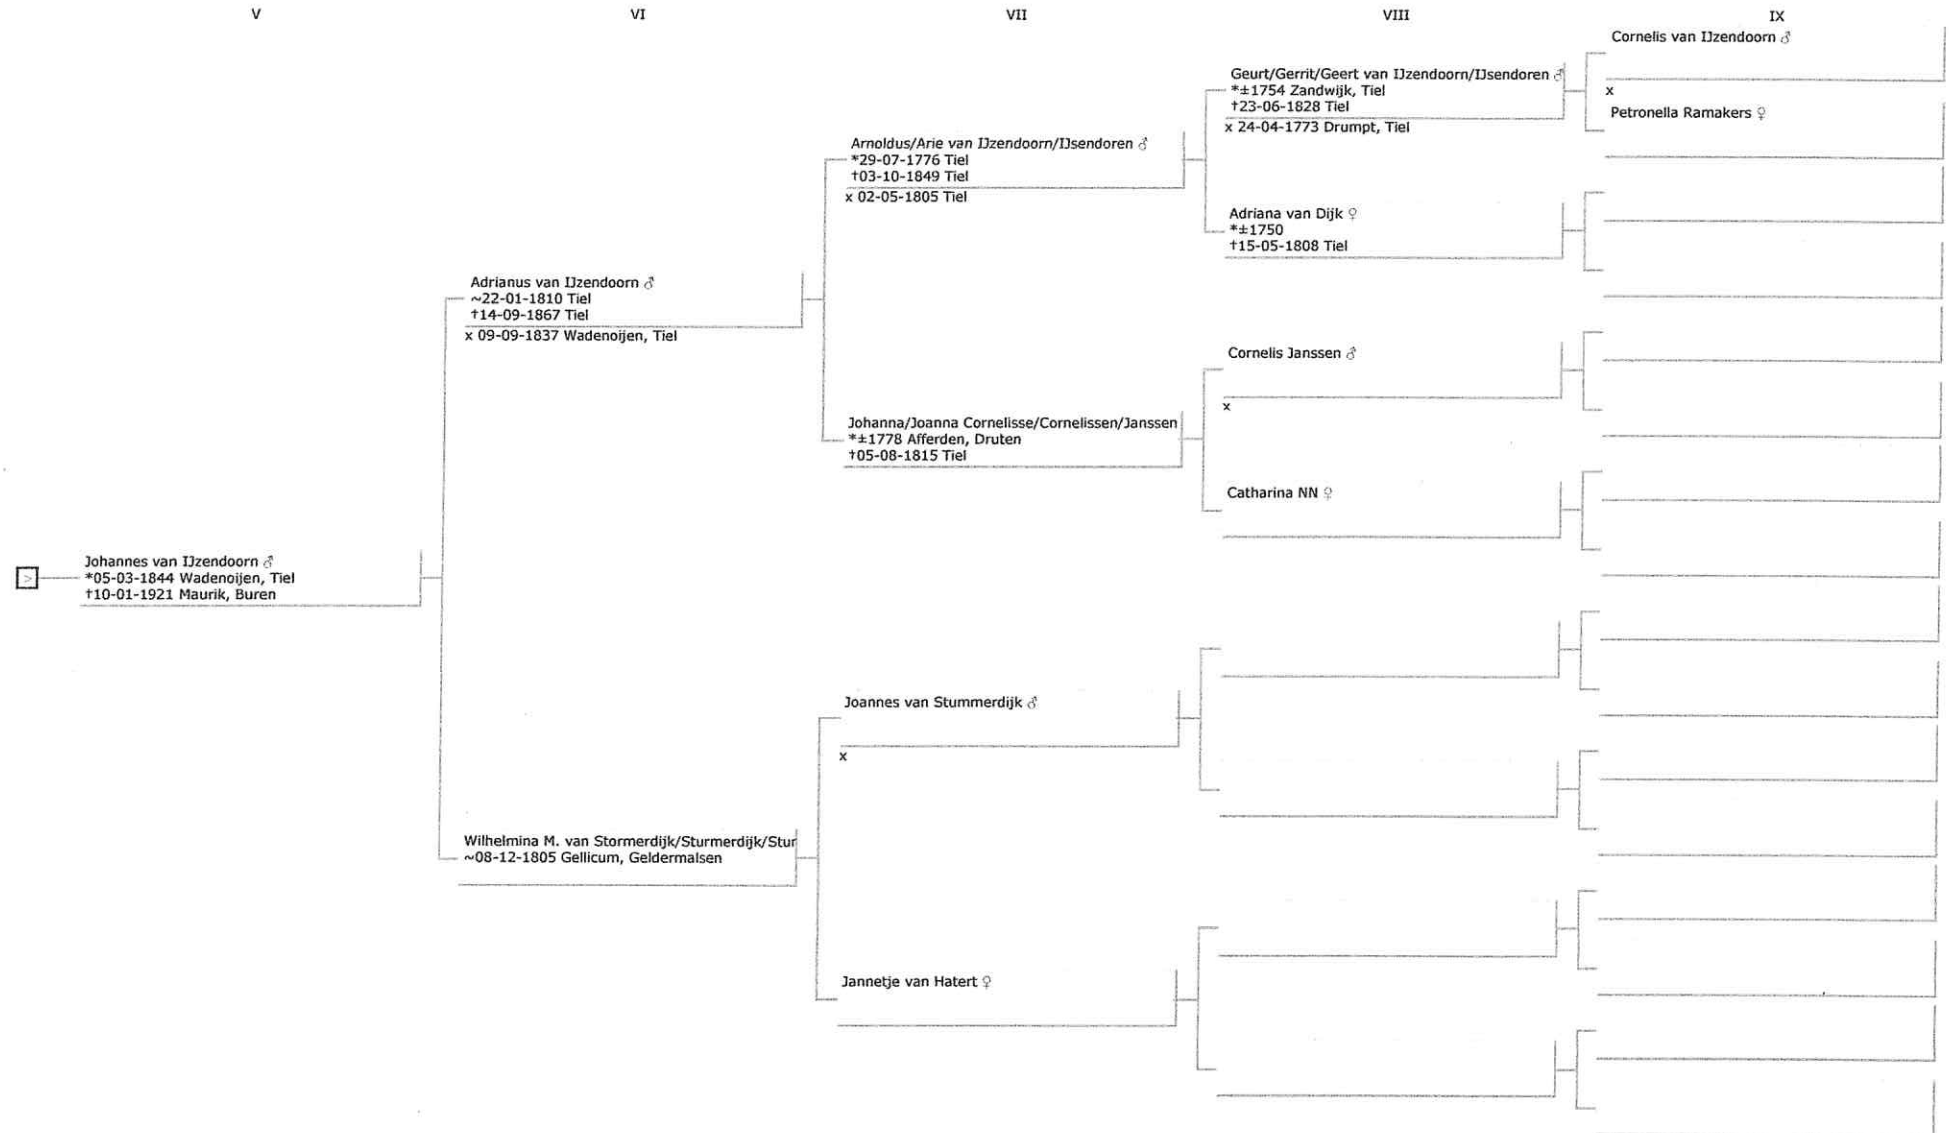 V
VI
VII
VIII
IX
Johannes van IJzendoorn ♂
*05-03-1844 Wadenoijen, Tiel
†10-01-1921 Maurik, Buren
>
Adrianus van IJzendoorn ♂
~22-01-1810 Tiel
†14-09-1867 Tiel
x 09-09-1837 Wadenoijen, Tiel
Wilhelmina M. van Stormerdijk/Sturmerdijk/Stur
~08-12-1805 Gellicum, Geldermalsen
Arnoldus/Arie van IJzendoorn/IJsendoren ♂
*29-07-1776 Tiel
†03-10-1849 Tiel
x 02-05-1805 Tiel
Johanna/Joanna Cornelisse/Cornelissen/Janssen
*±1778 Afferden, Druten
†05-08-1815 Tiel
Joannes van Stummerdijk ♂
x
Jannetje van Hatert ♀
Geurt/Gerrit/Geert van IJzendoorn/IJsendoren ♂
*±1754 Zandwijk, Tiel
†23-06-1828 Tiel
x 24-04-1773 Drumpt, Tiel
Adriana van Dijk ♀
*±1750
†15-05-1808 Tiel
Cornelis Janssen ♂
x
Catharina NN ♀
Cornelis van IJzendoorn ♂
x
Petronella Ramakers ♀